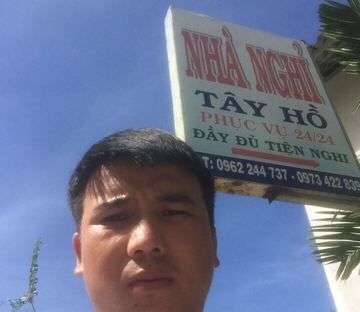 NHÀ NGHỈ
TÂY HỒ
PHỤC VỤ 24/24
ĐẦY ĐỦ TIỆN NGHI
T: 0962 244 737 - 0973 422 839